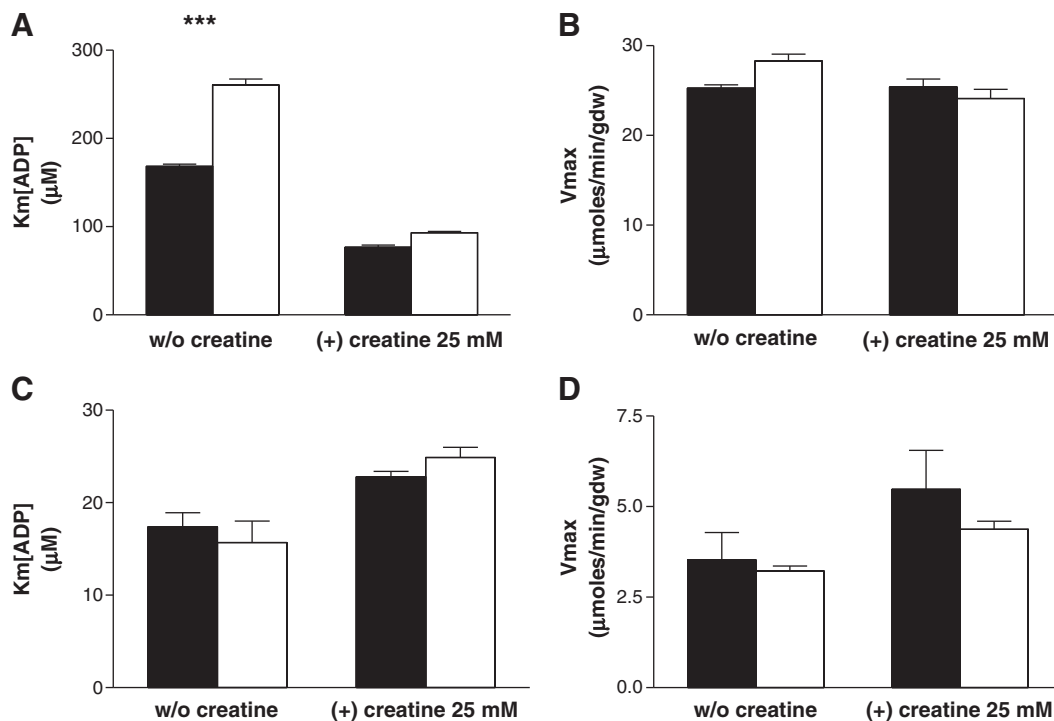 A
***
Km[ADP]
(μM)
300
200
100
0
w/o creatine
(+) creatine 25 mM
B
Vmax
(μmoles/min/gdw)
30
20
10
0
w/o creatine
(+) creatine 25 mM
C
Km[ADP]
(μM)
30
20
10
0
w/o creatine
(+) creatine 25 mM
D
Vmax
(μmoles/min/gdw)
7.5
5.0
2.5
0.0
w/o creatine
(+) creatine 25 mM